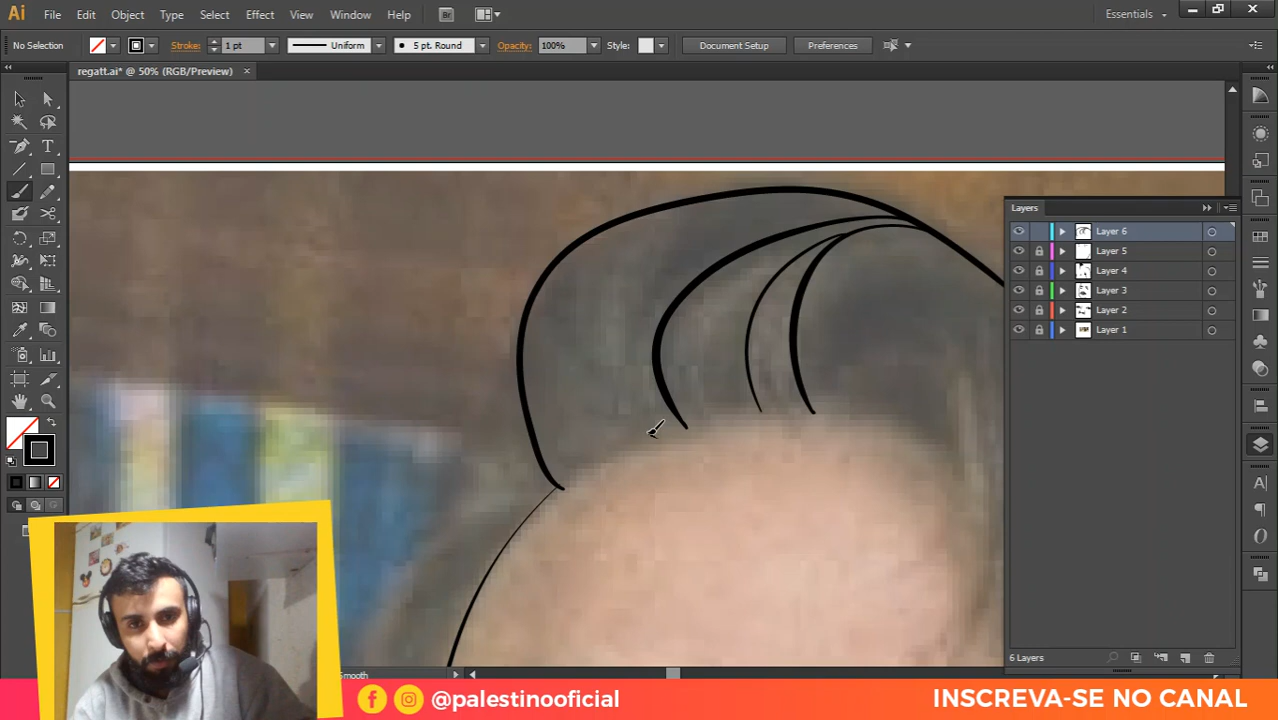 Ai File Edit Object Type Select Effect View Window Help Br Essentials
No Selection Stroke: 1 pt Uniform 5 pt. Round Opacity: 100% Style: Document Setup Preferences
regatt.ai* @ 50% (RGB/Preview)
Layers
Layer 6
Layer 5
Layer 4
Layer 3
Layer 2
Layer 1
6 Layers
Smooth
@palestinooficial INSCREVA-SE NO CANAL